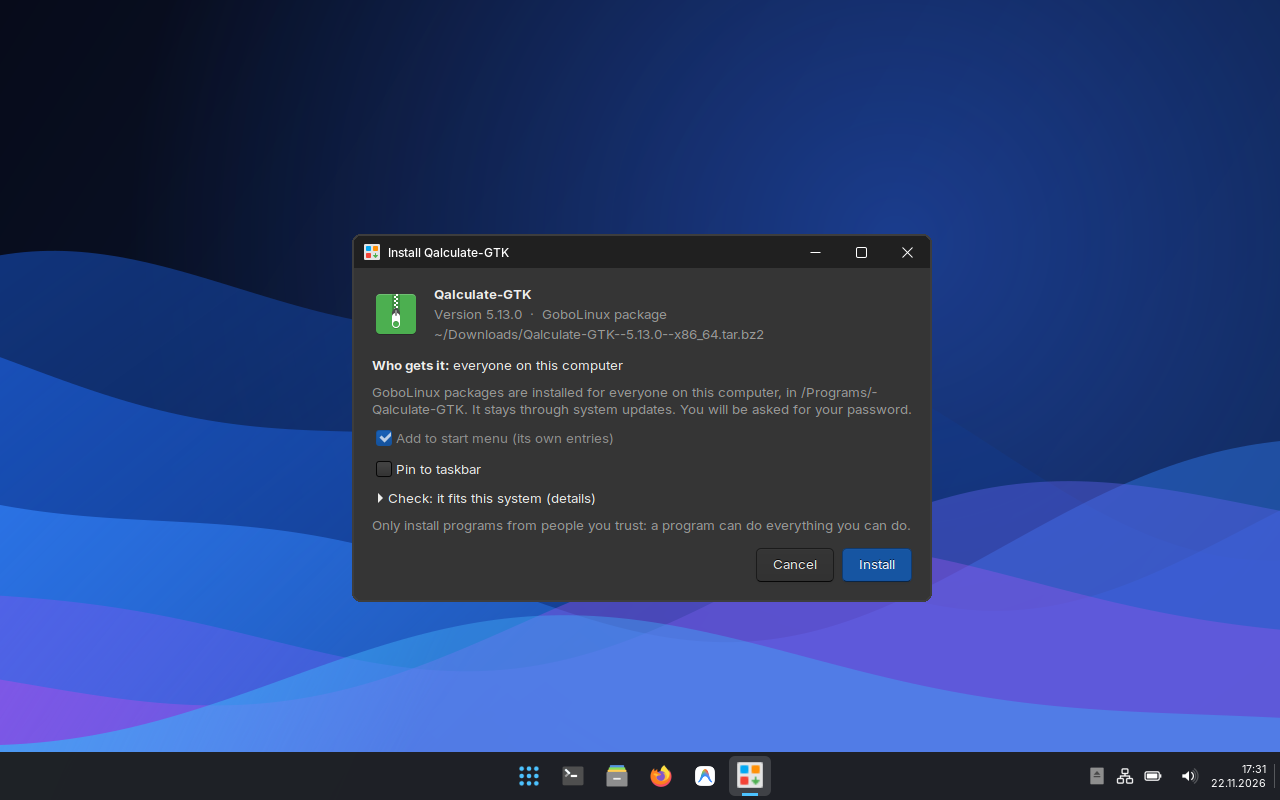 Install Qalculate-GTK
Qalculate-GTK
Version 5.13.0 · GoboLinux package
~/Downloads/Qalculate-GTK--5.13.0--x86_64.tar.bz2
Who gets it: everyone on this computer
GoboLinux packages are installed for everyone on this computer, in /Programs/-
Qalculate-GTK. It stays through system updates. You will be asked for your password.
Add to start menu (its own entries)
Pin to taskbar
Check: it fits this system (details)
Only install programs from people you trust: a program can do everything you can do.
Cancel
Install
17:31
22.11.2026